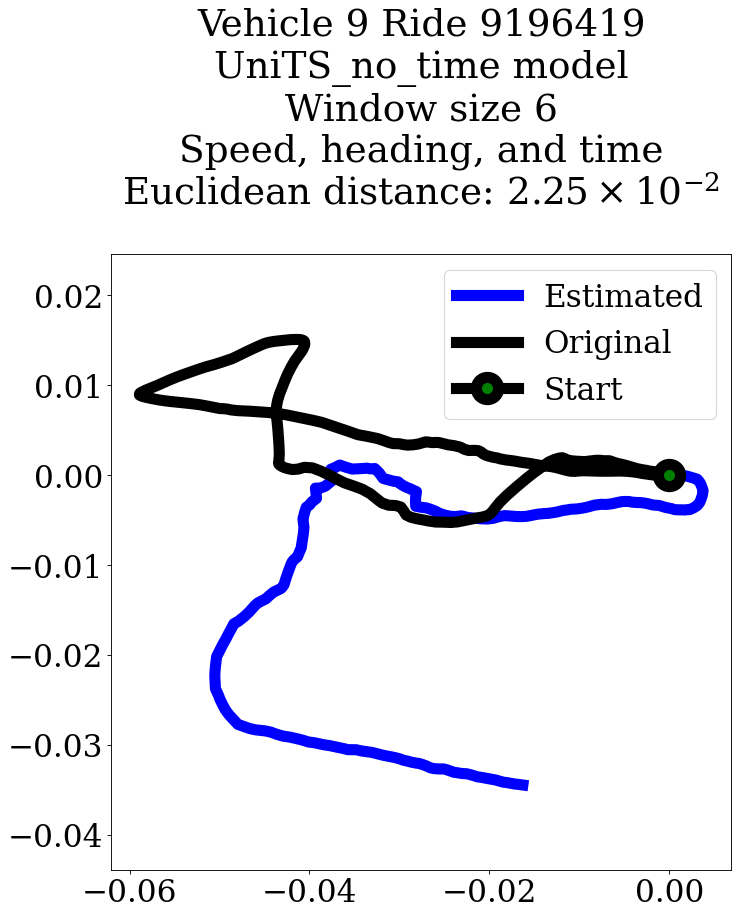 Vehicle 9 Ride 9196419
UniTS_no_time model
Window size 6
Speed, heading, and time
Euclidean distance: 2.25 × 10⁻²
Estimated
Original
Start
0.02
0.01
0.00
−0.01
−0.02
−0.03
−0.04
−0.06 −0.04 −0.02 0.00